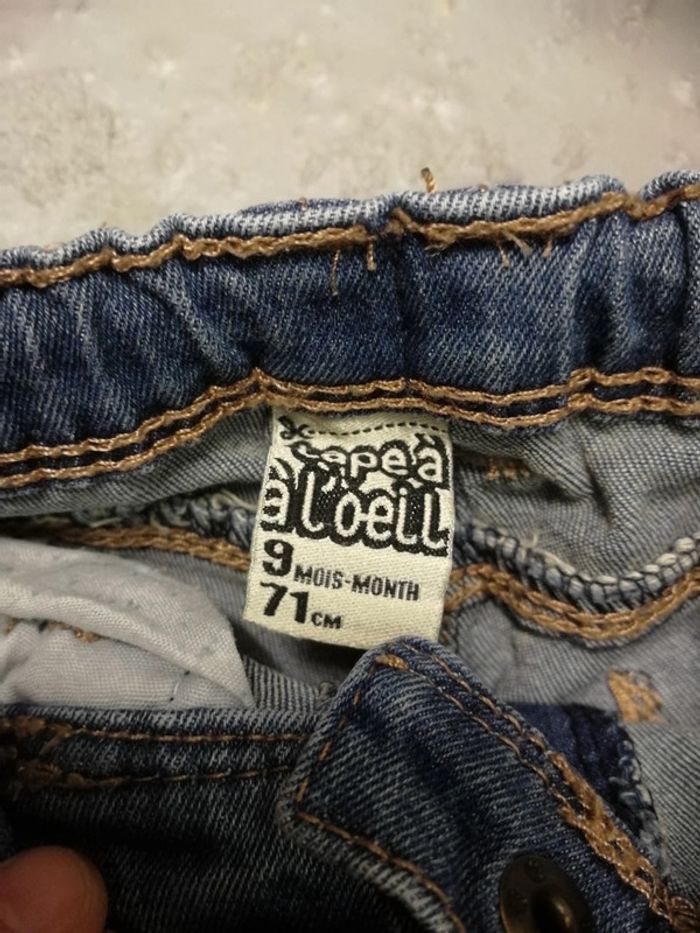 tape à
à l'oeil
9 MOIS-MONTH
71 CM